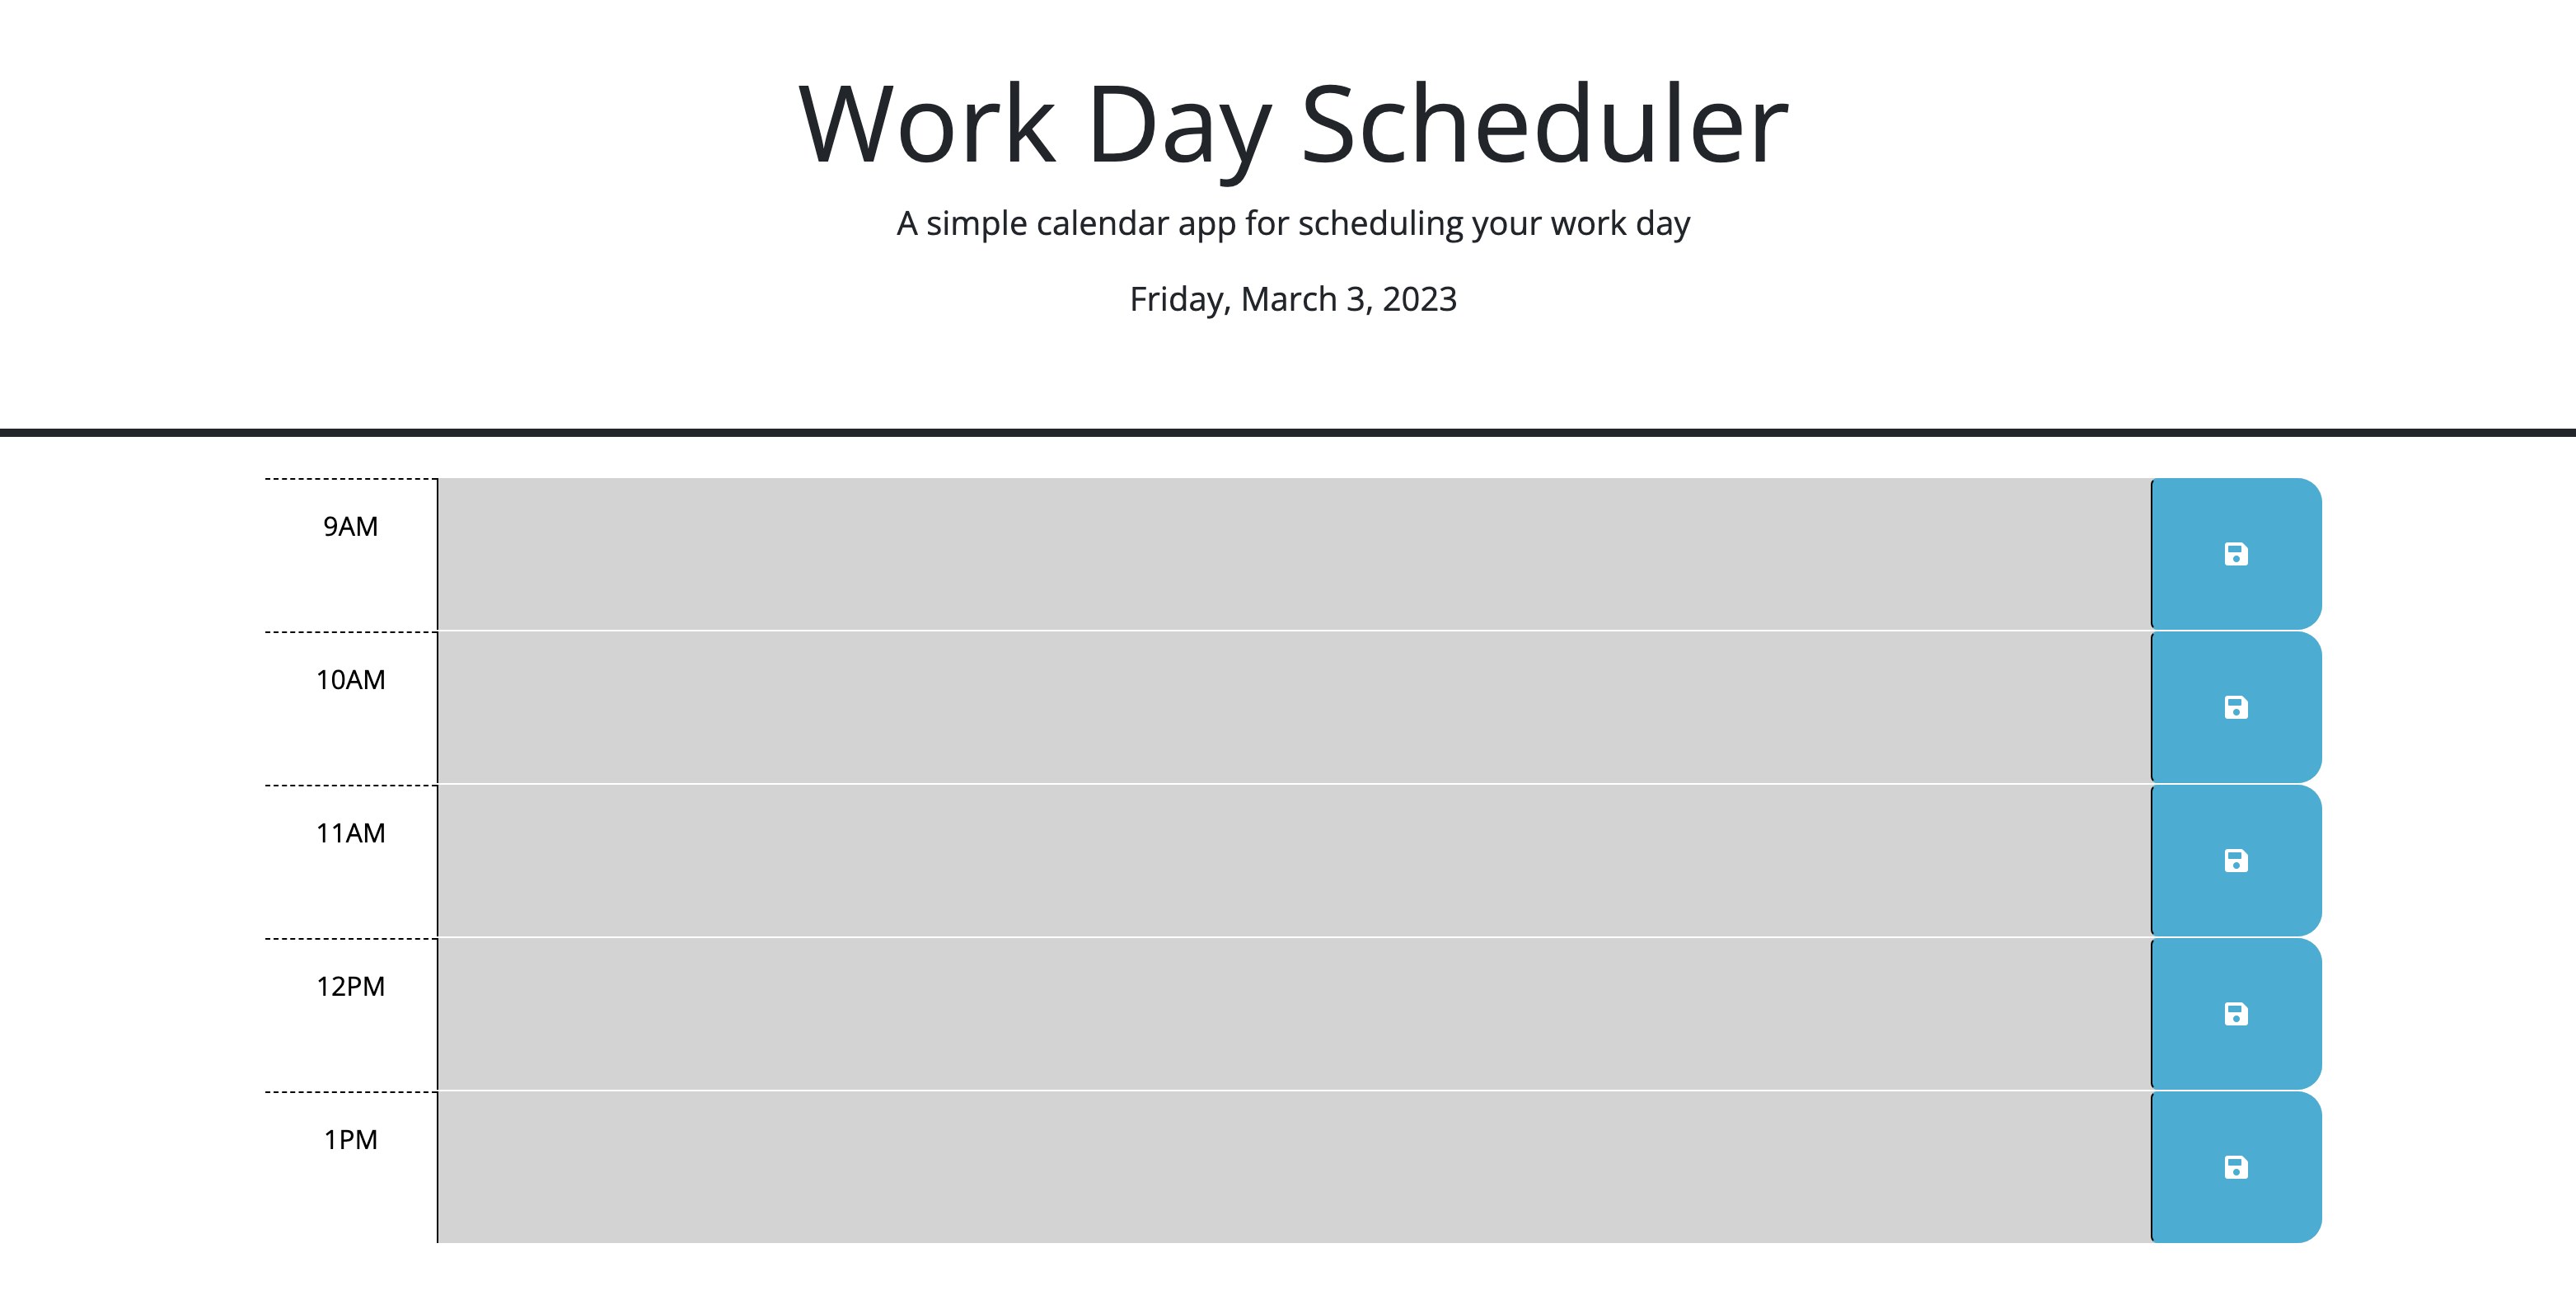 Work Day Scheduler
A simple calendar app for scheduling your work day
Friday, March 3, 2023
9AM
10AM
11AM
12PM
1PM